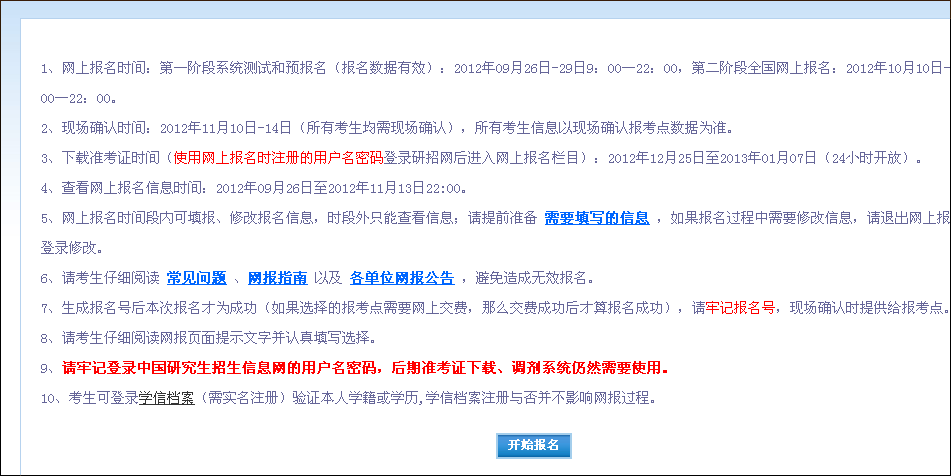 1、网上报名时间：第一阶段系统测试和预报名（报名数据有效）：2012年09月26日-29日9：00—22：00，第二阶段全国网上报名：2012年10月10日-
00—22：00。
2、现场确认时间：2012年11月10日-14日（所有考生均需现场确认），所有考生信息以现场确认报考点数据为准。
3、下载准考证时间（使用网上报名时注册的用户名密码登录研招网后进入网上报名栏目）：2012年12月25日至2013年01月07日（24小时开放）。
4、查看网上报名信息时间：2012年09月26日至2012年11月13日22:00。
5、网上报名时间段内可填报、修改报名信息，时段外只能查看信息；请提前准备 需要填写的信息 ，如果报名过程中需要修改信息，请退出网上报
登录修改。
6、请考生仔细阅读 常见问题 、网报指南 以及 各单位网报公告 ，避免造成无效报名。
7、生成报名号后本次报名才为成功（如果选择的报考点需要网上交费，那么交费成功后才算报名成功），请牢记报名号，现场确认时提供给报考点。
8、请考生仔细阅读网报页面提示文字并认真填写选择。
9、请牢记登录中国研究生招生信息网的用户名密码，后期准考证下载、调剂系统仍然需要使用。
10、考生可登录学信档案（需实名注册）验证本人学籍或学历,学信档案注册与否并不影响网报过程。
开始报名